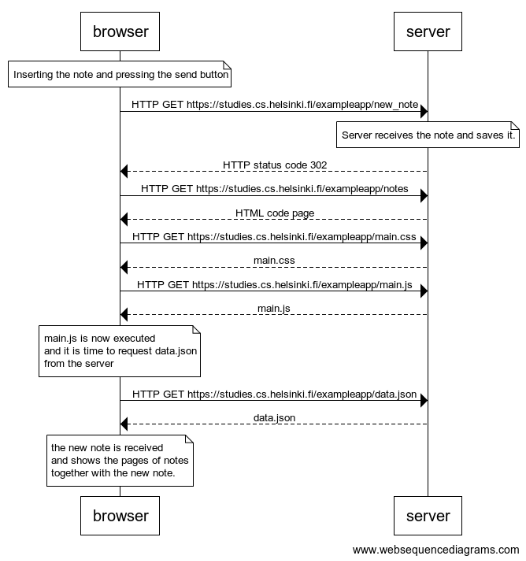 browser
server
Inserting the note and pressing the send button
HTTP GET https://studies.cs.helsinki.fi/exampleapp/new_note
Server receives the note and saves it.
HTTP status code 302
HTTP GET https://studies.cs.helsinki.fi/exampleapp/notes
HTML code page
HTTP GET https://studies.cs.helsinki.fi/exampleapp/main.css
main.css
HTTP GET https://studies.cs.helsinki.fi/exampleapp/main.js
main.js
main.js is now executed
and it is time to request data.json
from the server
HTTP GET https://studies.cs.helsinki.fi/exampleapp/data.json
data.json
the new note is received
and shows the pages of notes
together with the new note.
browser
server
www.websequencediagrams.com